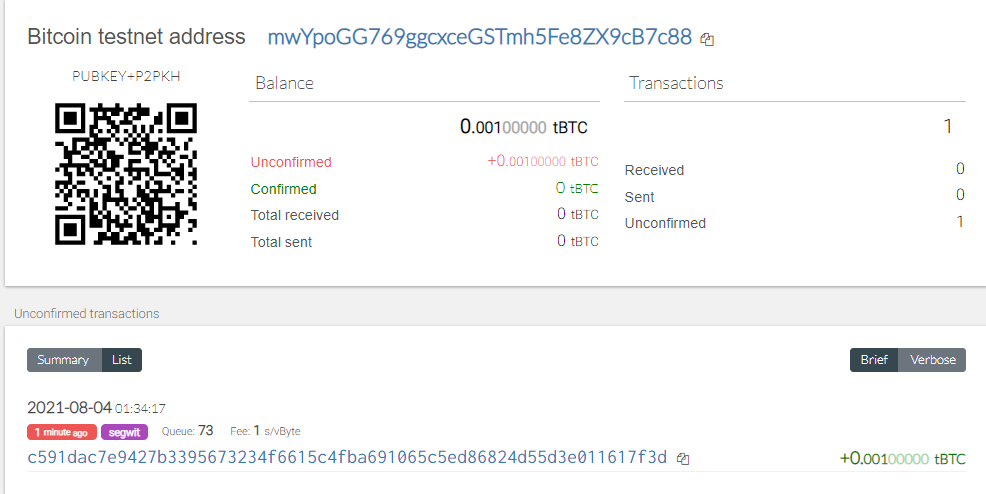 Bitcoin testnet address mwYpoGG769ggcxceGSTmh5Fe8ZX9cB7c88
PUBKEY+P2PKH
Balance
0.00100000 tBTC
Unconfirmed +0.00100000 tBTC
Confirmed 0 tBTC
Total received 0 tBTC
Total sent 0 tBTC
Transactions
1
Received 0
Sent 0
Unconfirmed 1
Unconfirmed transactions
Summary List Brief Verbose
2021-08-04 01:34:17
1 minute ago segwit Queue: 73 Fee: 1 s/vByte
c591dac7e9427b3395673234f6615c4fba691065c5ed86824d55d3e011617f3d +0.00100000 tBTC